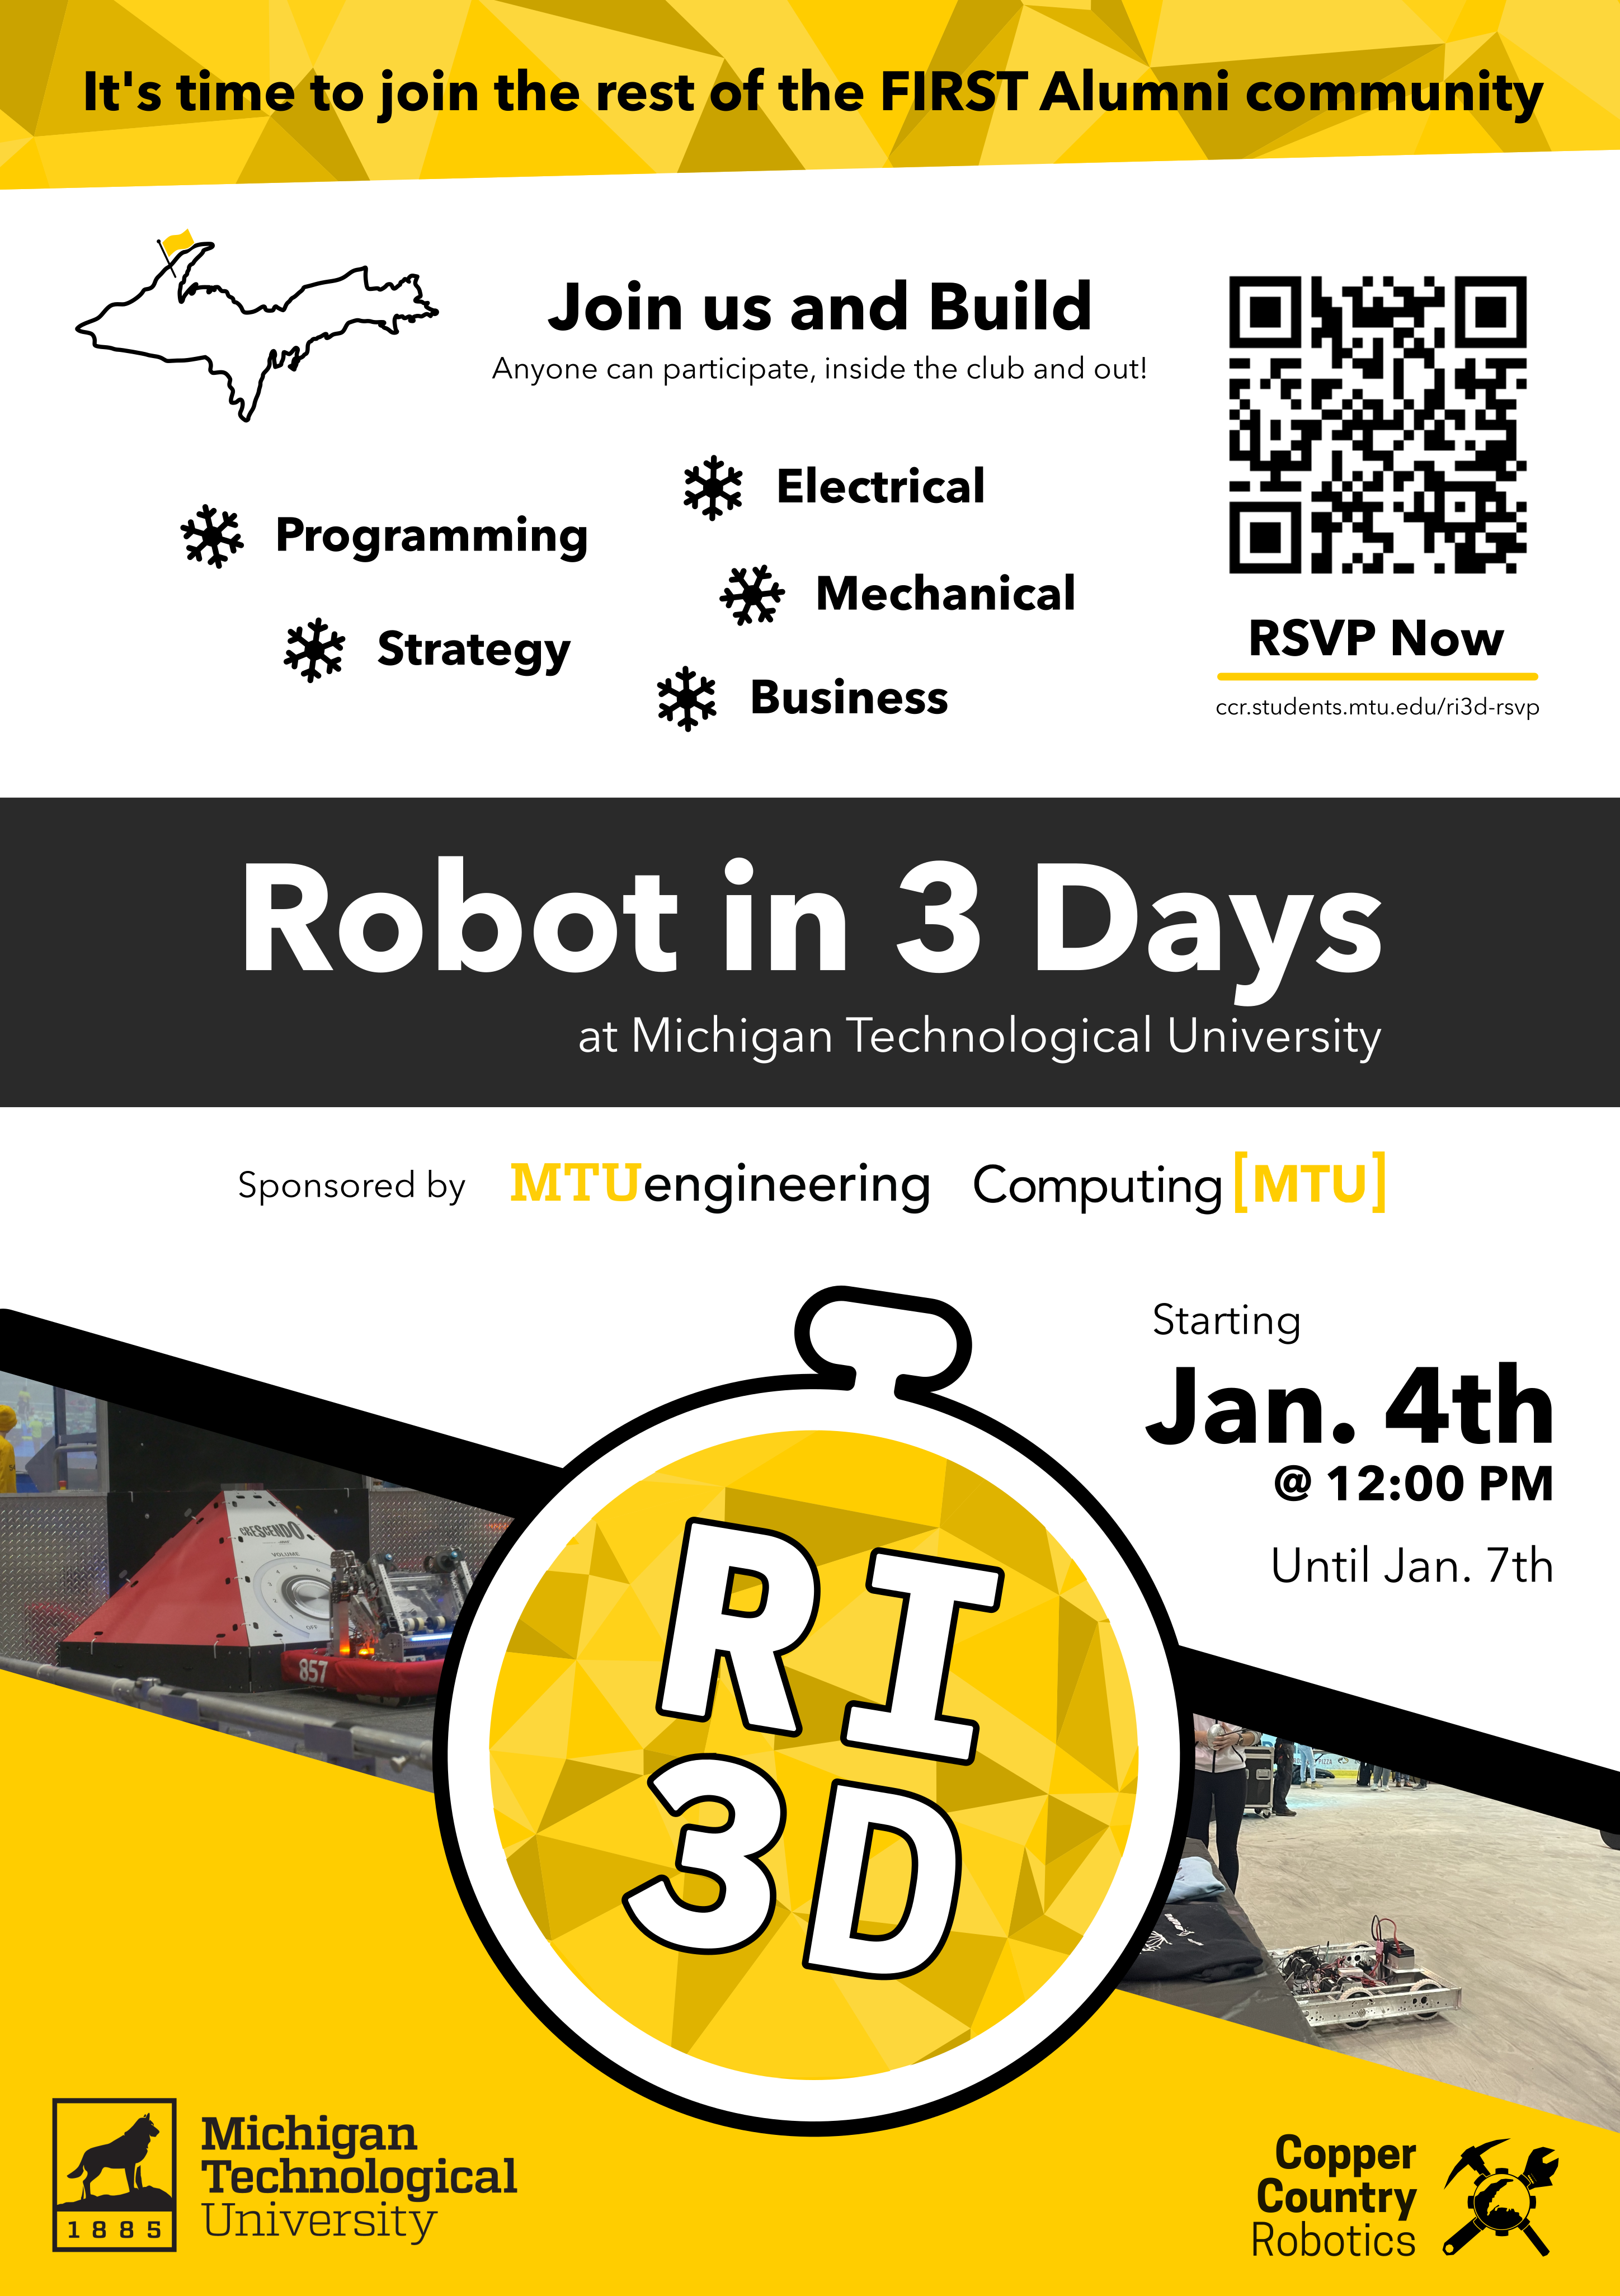 It's time to join the rest of the FIRST Alumni community
Join us and Build
Anyone can participate, inside the club and out!
Electrical
Programming
Mechanical
Strategy
Business
RSVP Now
ccr.students.mtu.edu/ri3d-rsvp
Robot in 3 Days
at Michigan Technological University
Sponsored by MTUengineering Computing[MTU]
Starting
Jan. 4th
@ 12:00 PM
Until Jan. 7th
CRESCENDO
VOLUME
OFF
857
RI
3D
PIZZA
Michigan
Technological
University
1885
Copper
Country
Robotics